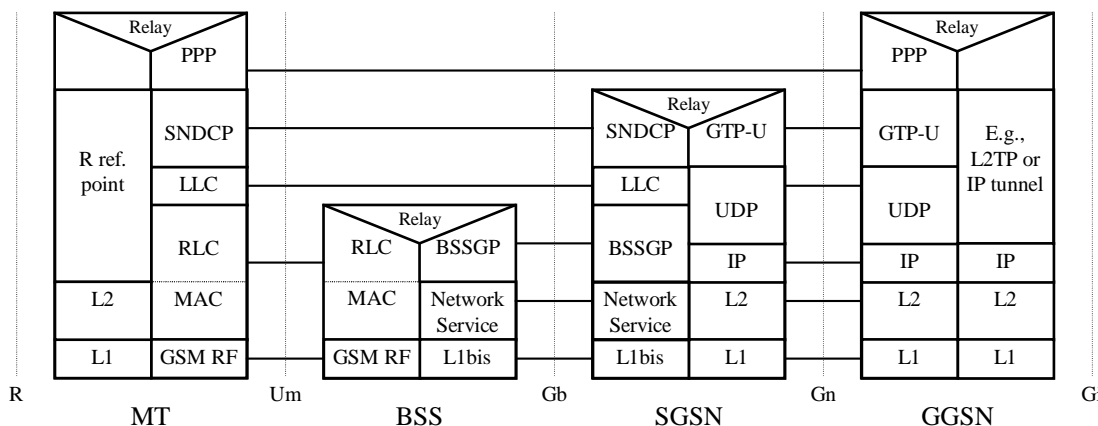 Relay
PPP
R ref.
point
SNDCP
LLC
RLC
L2
MAC
L1
GSM RF
Relay
RLC
BSSGP
MAC
Network
Service
GSM RF
L1bis
Relay
SNDCP
GTP-U
LLC
UDP
BSSGP
IP
Network
Service
L2
L1bis
L1
Relay
PPP
GTP-U
E.g.,
L2TP or
IP tunnel
UDP
IP
IP
L2
L2
L1
L1
R
Um
Gb
Gn
MT
BSS
SGSN
GGSN